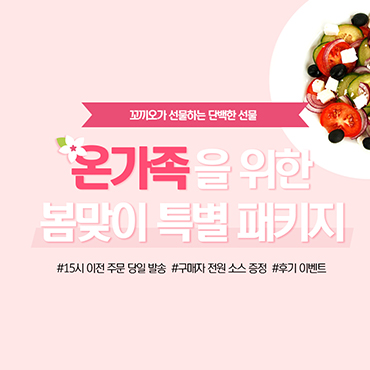 꼬끼오가 선물하는 단백한 선물
온가족을 위한
봄맞이 특별 패키지
#15시 이전 주문 당일 발송 #구매자 전원 소스 증정 #후기 이벤트